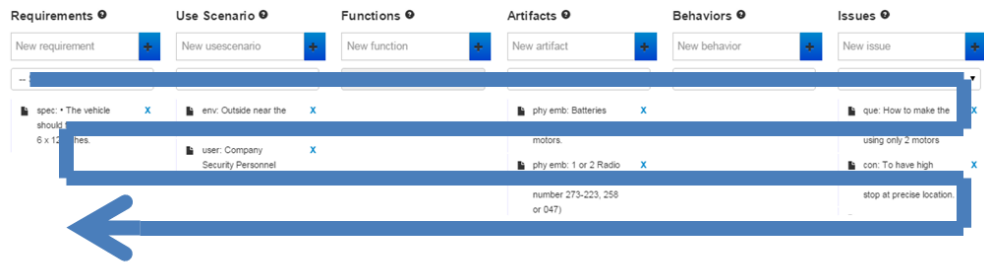 Requirements
Use Scenario
Functions
Artifacts
Behaviors
Issues
New requirement +
New usescenario +
New function +
New artifact +
New behavior +
New issue +
--
spec: • The vehicle x
should
6 x 12
env: Outside near the x
user: Company x
Security Personnel
phy emb: Batteries x
motors.
phy emb: 1 or 2 Radio x
number 273-223, 258
or 047)
que: How to make the x
using only 2 motors
con: To have high x
stop at precise location.